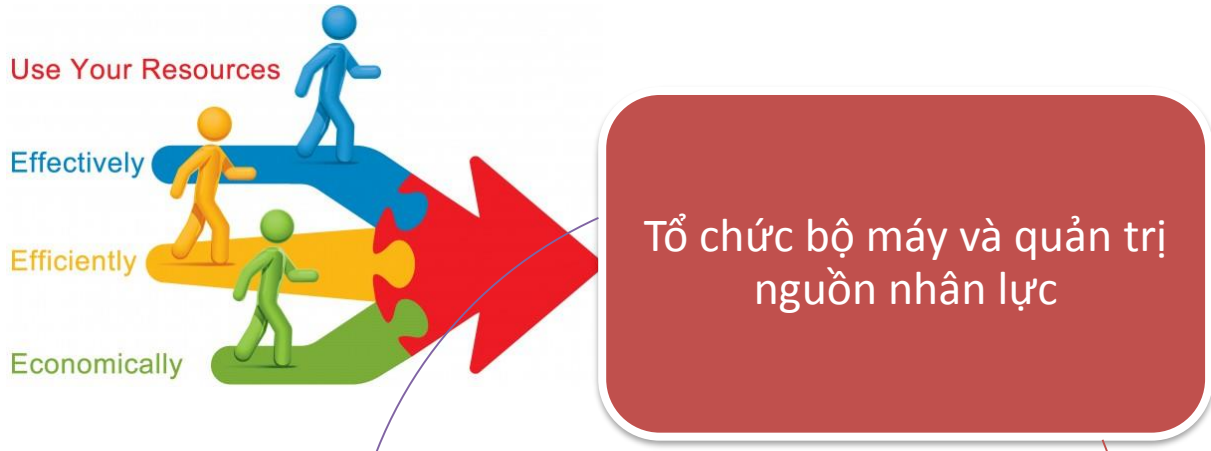 Use Your Resources
Effectively
Efficiently
Economically
Tổ chức bộ máy và quản trị
nguồn nhân lực